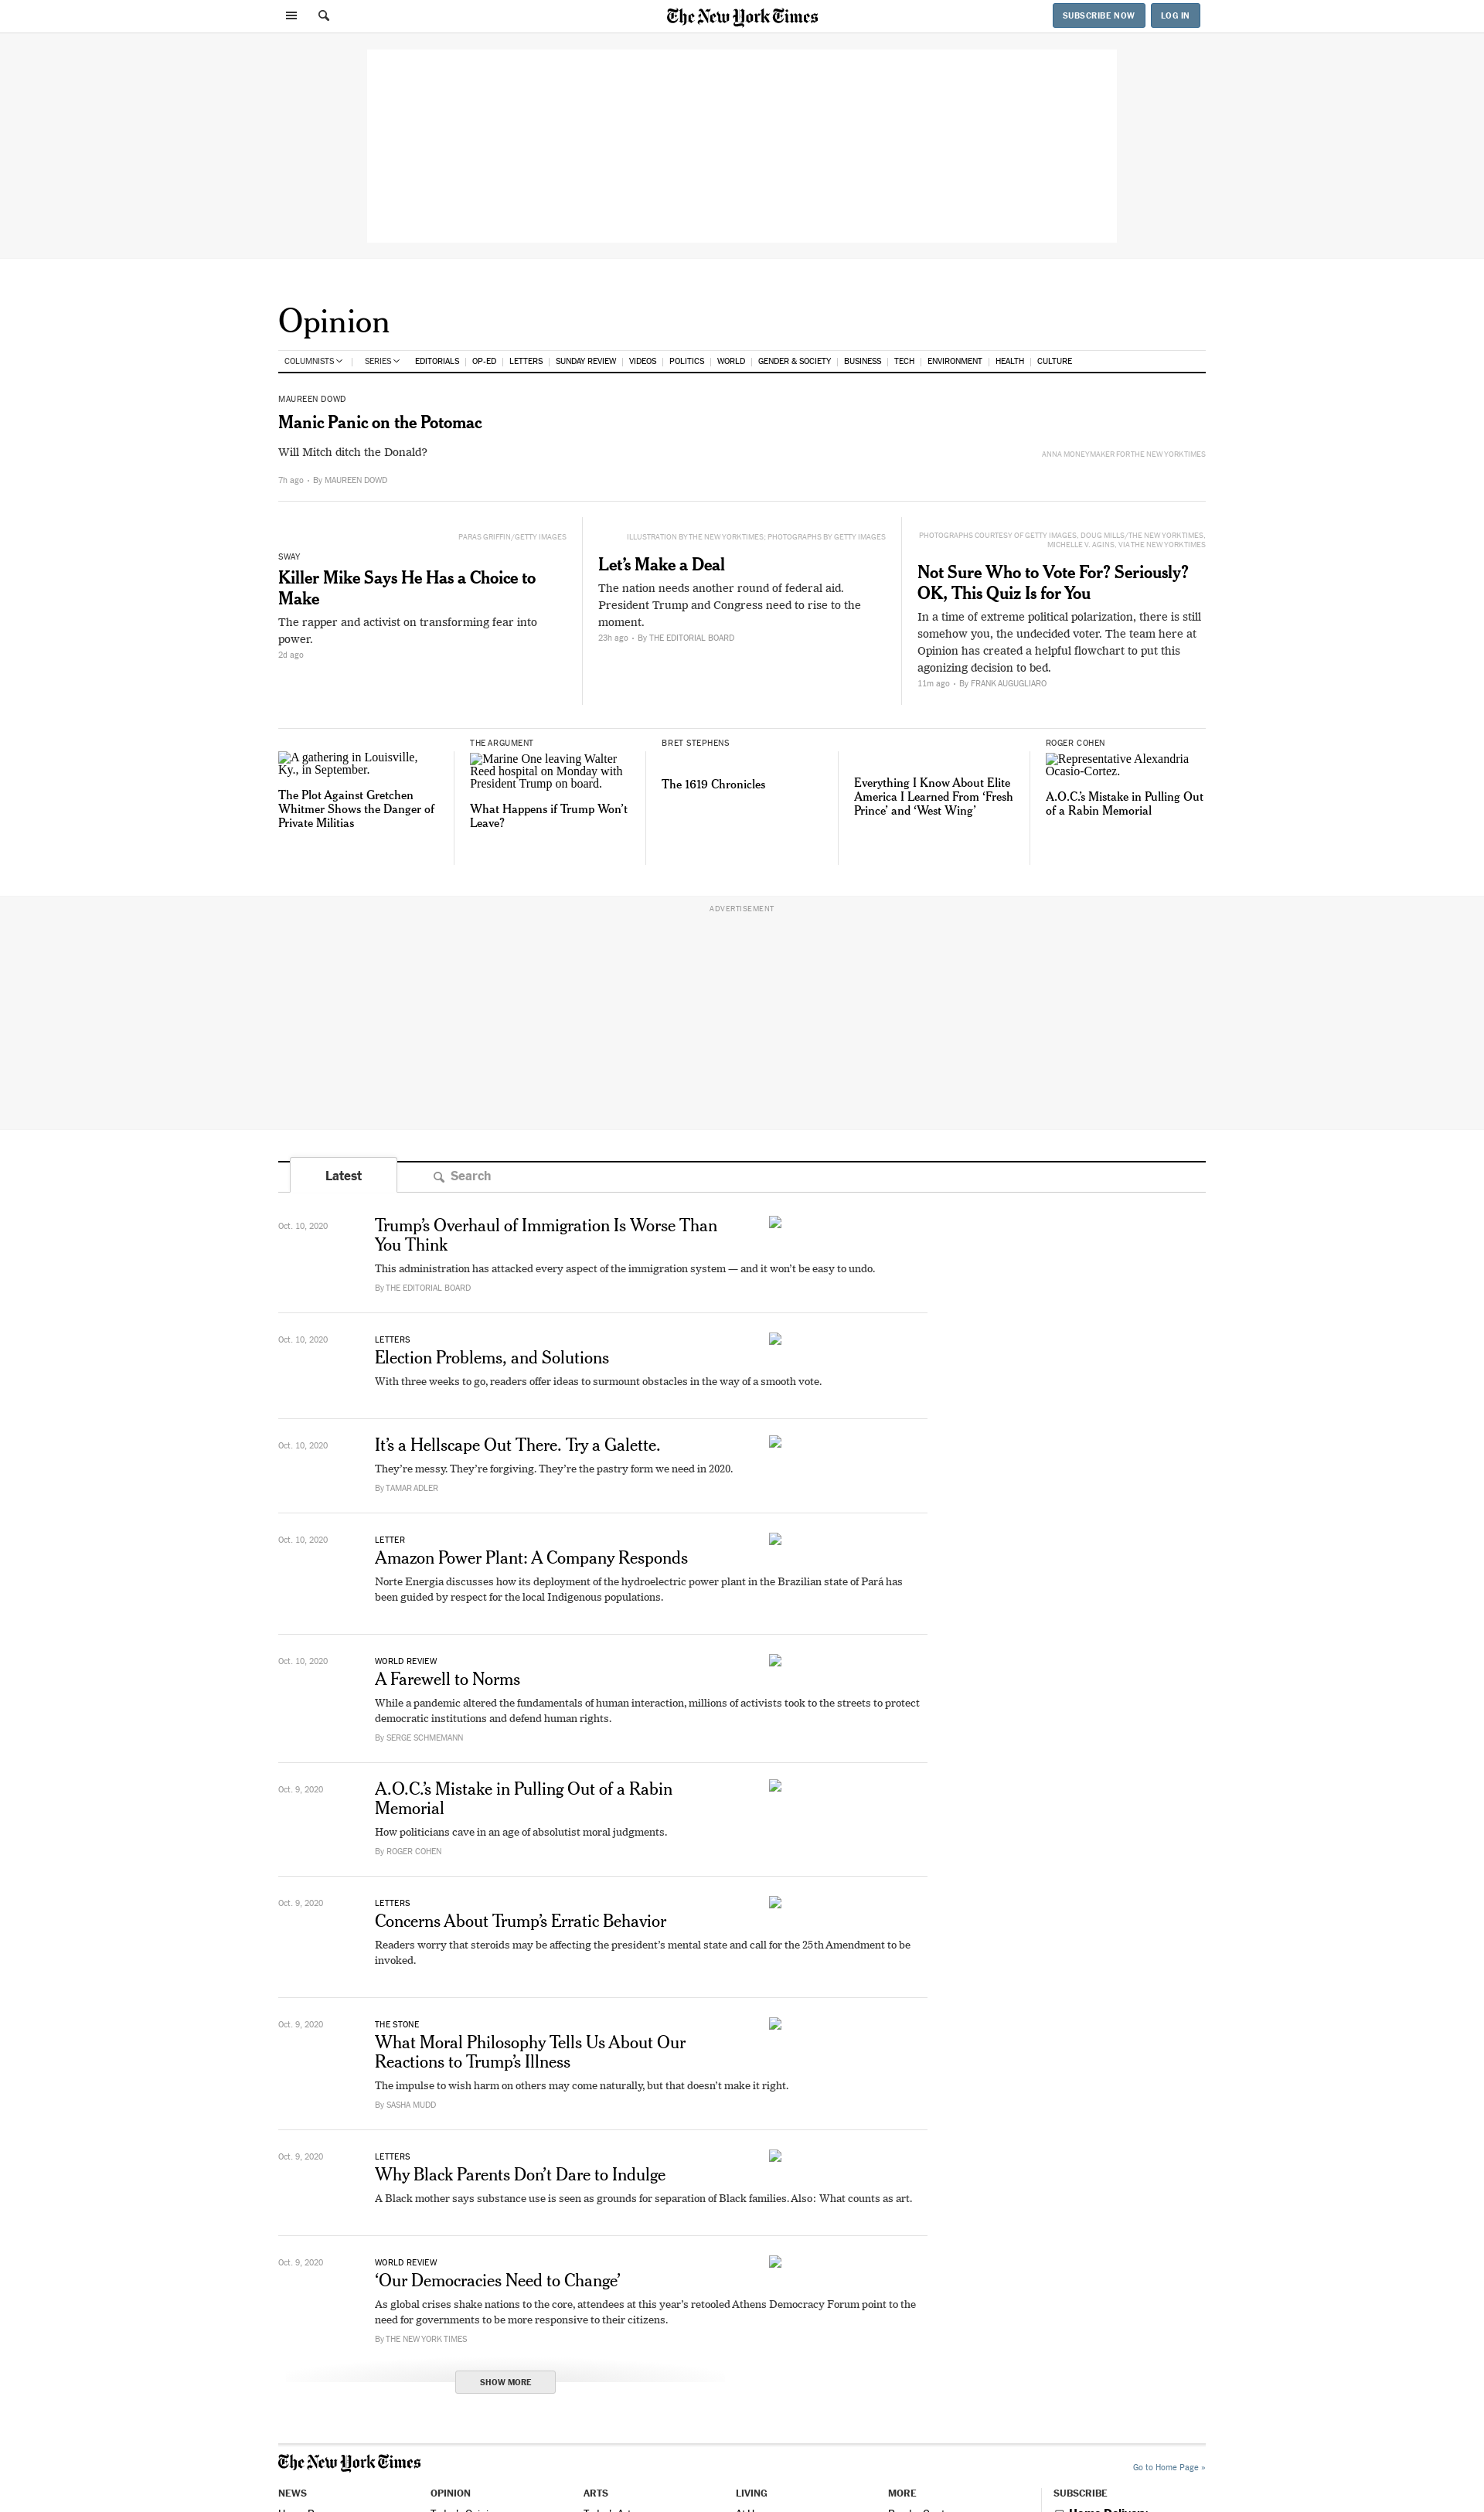 The New York Times
SUBSCRIBE NOW
LOG IN
Opinion
COLUMNISTS
SERIES
EDITORIALS
OP-ED
LETTERS
SUNDAY REVIEW
VIDEOS
POLITICS
WORLD
GENDER & SOCIETY
BUSINESS
TECH
ENVIRONMENT
HEALTH
CULTURE
MAUREEN DOWD
Manic Panic on the Potomac
Will Mitch ditch the Donald?
ANNA MONEYMAKER FOR THE NEW YORK TIMES
7h ago • By MAUREEN DOWD
PARAS GRIFFIN/GETTY IMAGES
SWAY
Killer Mike Says He Has a Choice to
Make
The rapper and activist on transforming fear into
power.
2d ago
ILLUSTRATION BY THE NEW YORK TIMES; PHOTOGRAPHS BY GETTY IMAGES
Let’s Make a Deal
The nation needs another round of federal aid.
President Trump and Congress need to rise to the
moment.
23h ago • By THE EDITORIAL BOARD
PHOTOGRAPHS COURTESY OF GETTY IMAGES, DOUG MILLS/THE NEW YORK TIMES,
MICHELLE V. AGINS, VIA THE NEW YORK TIMES
Not Sure Who to Vote For? Seriously?
OK, This Quiz Is for You
In a time of extreme political polarization, there is still
somehow you, the undecided voter. The team here at
Opinion has created a helpful flowchart to put this
agonizing decision to bed.
11m ago • By FRANK AUGUGLIARO
A gathering in Louisville,
Ky., in September.
The Plot Against Gretchen
Whitmer Shows the Danger of
Private Militias
THE ARGUMENT
Marine One leaving Walter
Reed hospital on Monday with
President Trump on board.
What Happens if Trump Won’t
Leave?
BRET STEPHENS
The 1619 Chronicles
Everything I Know About Elite
America I Learned From ‘Fresh
Prince’ and ‘West Wing’
ROGER COHEN
Representative Alexandria
Ocasio-Cortez.
A.O.C.’s Mistake in Pulling Out
of a Rabin Memorial
ADVERTISEMENT
Latest
Search
Oct. 10, 2020
Trump’s Overhaul of Immigration Is Worse Than
You Think
This administration has attacked every aspect of the immigration system — and it won’t be easy to undo.
By THE EDITORIAL BOARD
Oct. 10, 2020
LETTERS
Election Problems, and Solutions
With three weeks to go, readers offer ideas to surmount obstacles in the way of a smooth vote.
Oct. 10, 2020
It’s a Hellscape Out There. Try a Galette.
They’re messy. They’re forgiving. They’re the pastry form we need in 2020.
By TAMAR ADLER
Oct. 10, 2020
LETTER
Amazon Power Plant: A Company Responds
Norte Energia discusses how its deployment of the hydroelectric power plant in the Brazilian state of Pará has
been guided by respect for the local Indigenous populations.
Oct. 10, 2020
WORLD REVIEW
A Farewell to Norms
While a pandemic altered the fundamentals of human interaction, millions of activists took to the streets to protect
democratic institutions and defend human rights.
By SERGE SCHMEMANN
Oct. 9, 2020
A.O.C.’s Mistake in Pulling Out of a Rabin
Memorial
How politicians cave in an age of absolutist moral judgments.
By ROGER COHEN
Oct. 9, 2020
LETTERS
Concerns About Trump’s Erratic Behavior
Readers worry that steroids may be affecting the president’s mental state and call for the 25th Amendment to be
invoked.
Oct. 9, 2020
THE STONE
What Moral Philosophy Tells Us About Our
Reactions to Trump’s Illness
The impulse to wish harm on others may come naturally, but that doesn’t make it right.
By SASHA MUDD
Oct. 9, 2020
LETTERS
Why Black Parents Don’t Dare to Indulge
A Black mother says substance use is seen as grounds for separation of Black families. Also: What counts as art.
Oct. 9, 2020
WORLD REVIEW
‘Our Democracies Need to Change’
As global crises shake nations to the core, attendees at this year’s retooled Athens Democracy Forum point to the
need for governments to be more responsive to their citizens.
By THE NEW YORK TIMES
SHOW MORE
The New York Times
Go to Home Page »
NEWS
OPINION
ARTS
LIVING
MORE
SUBSCRIBE